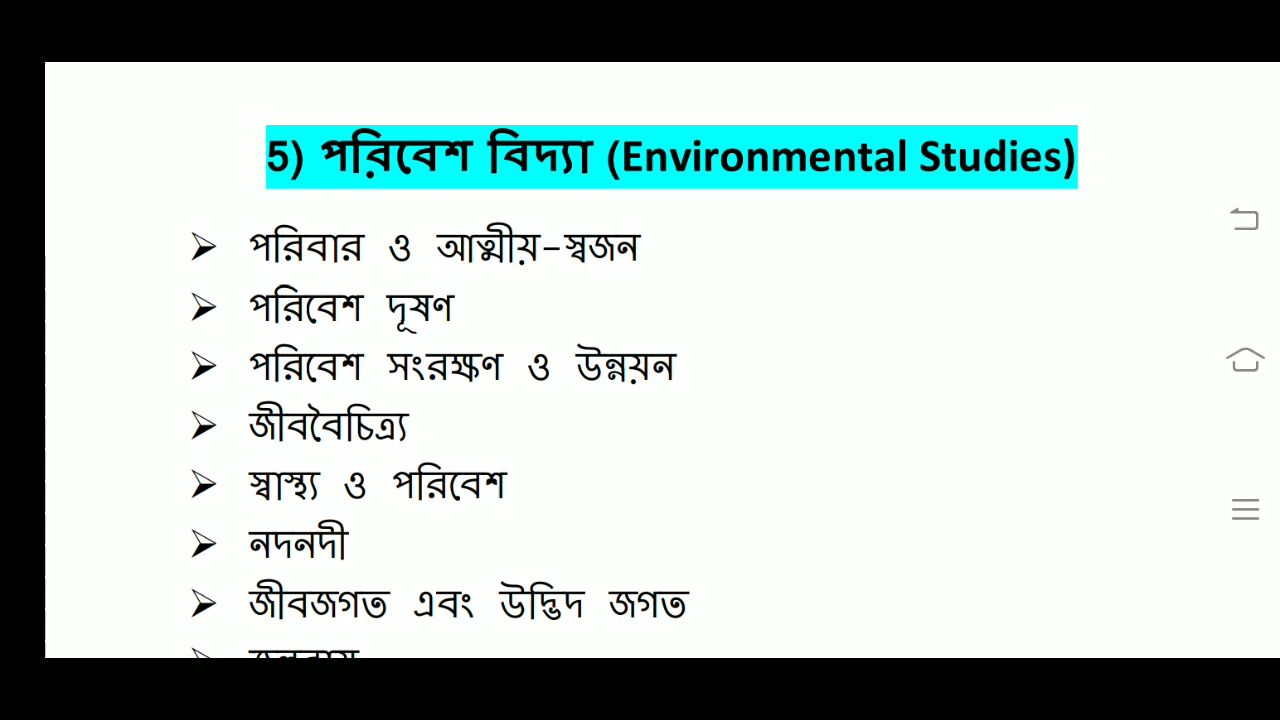 5) পরিবেশ বিদ্যা (Environmental Studies)
➢ পরিবার ও আত্মীয়-স্বজন
➢ পরিবেশ দূষণ
➢ পরিবেশ সংরক্ষণ ও উন্নয়ন
➢ জীববৈচিত্র্য
➢ স্বাস্থ্য ও পরিবেশ
➢ নদনদী
➢ জীবজগত এবং উদ্ভিদ জগত